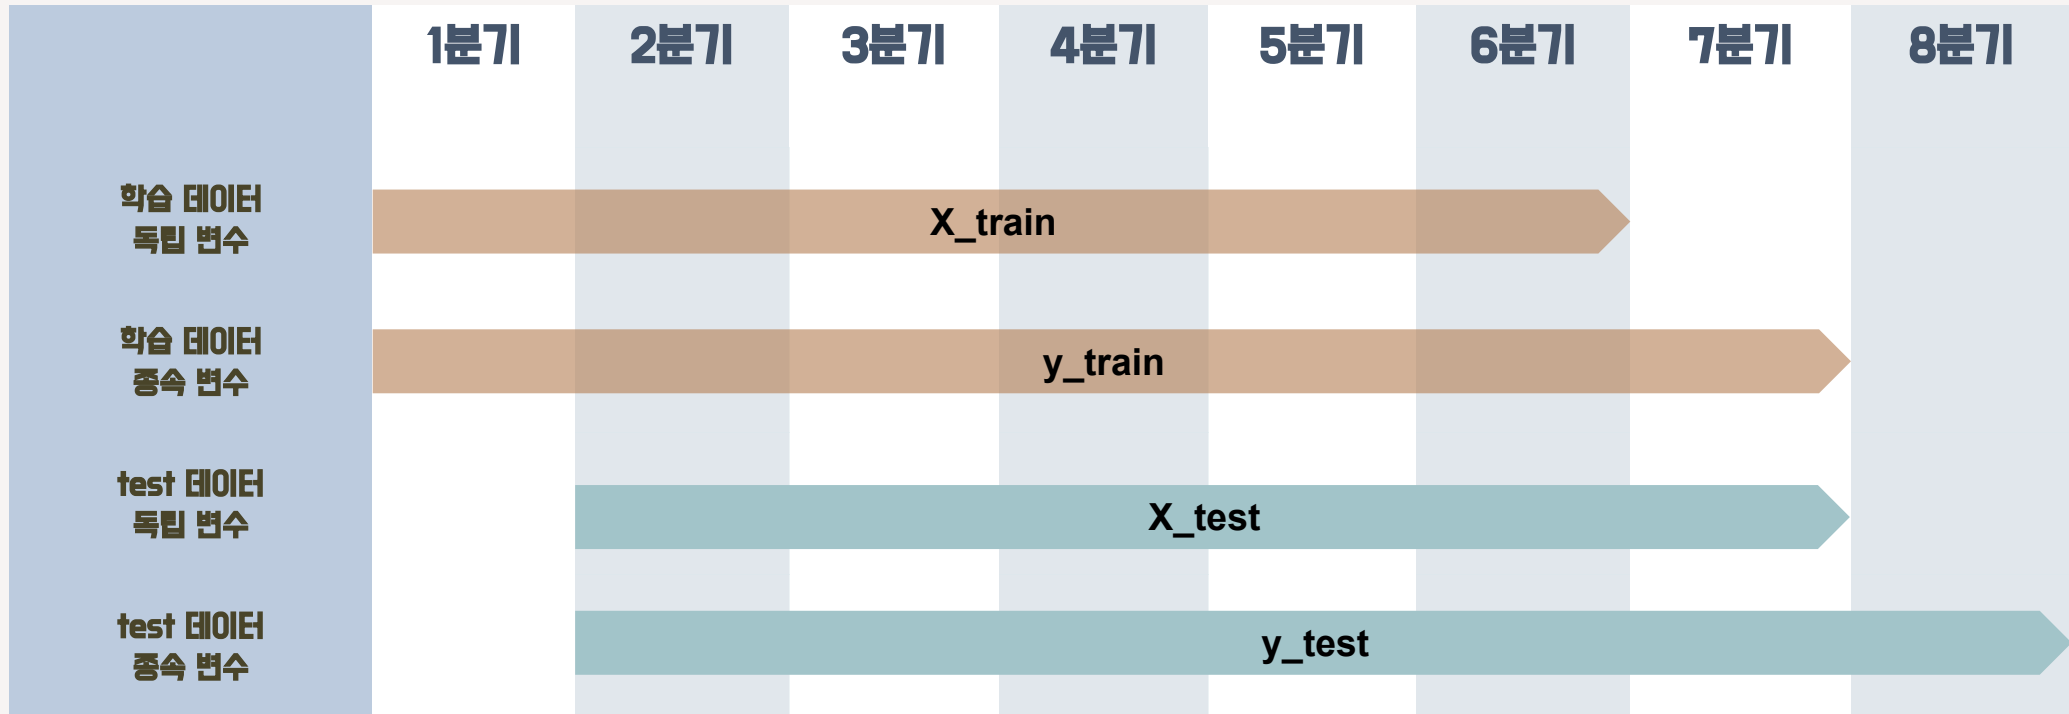 1분기
2분기
3분기
4분기
5분기
6분기
7분기
8분기
학습 데이터
독립 변수
X_train
학습 데이터
종속 변수
y_train
test 데이터
독립 변수
X_test
test 데이터
종속 변수
y_test